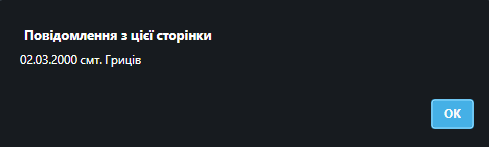 Повідомлення з цієї сторінки
02.03.2000 смт. Гриців
OK